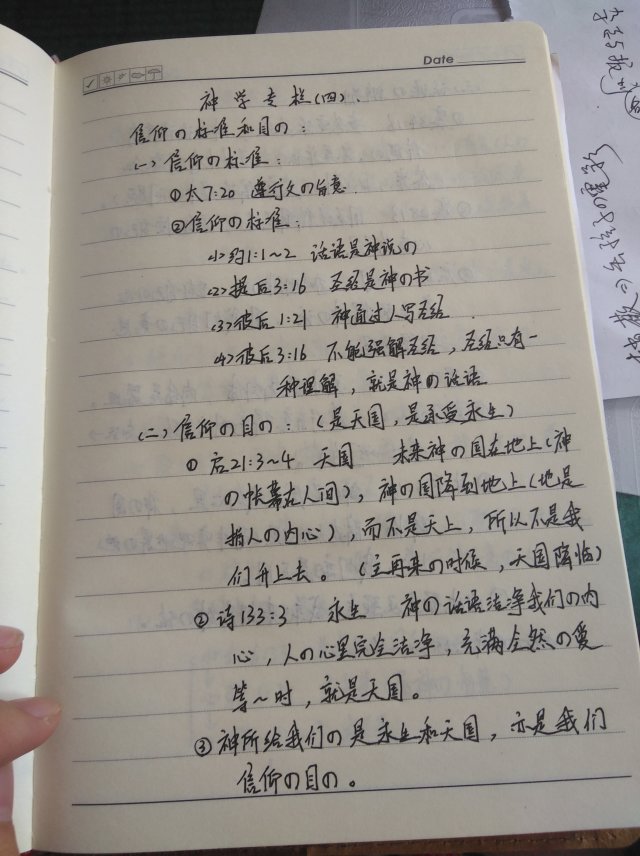 Date
神学专栏(四).
信仰の标准和目の：
(一) 信仰の标准：
①太7:20 遵行父の旨意
②信仰の标准：
(1)约1:1~2 话语是神说の
(2)提后3:16 圣经是神の书
(3)彼后1:21 神通过人写圣经.
(4)彼后3:16 不能强解圣经，圣经只有一
种理解，就是神の话语
(二) 信仰の目の：(是天国，是承受永生)
① 启21:3~4 天国 未来神の国在地上(神
の帐幕在人间)，神の国降到地上(地是
指人の内心)，而不是天上，所以不是我
们升上去。(主再来の时候，天国降临)
② 诗133:3 永生 神の话语洁净我们の内
心，人の心里完全洁净，充满全然の爱
等~时，就是天国。
③ 神所给我们の是永生和天国，亦是我们
信仰の目の。